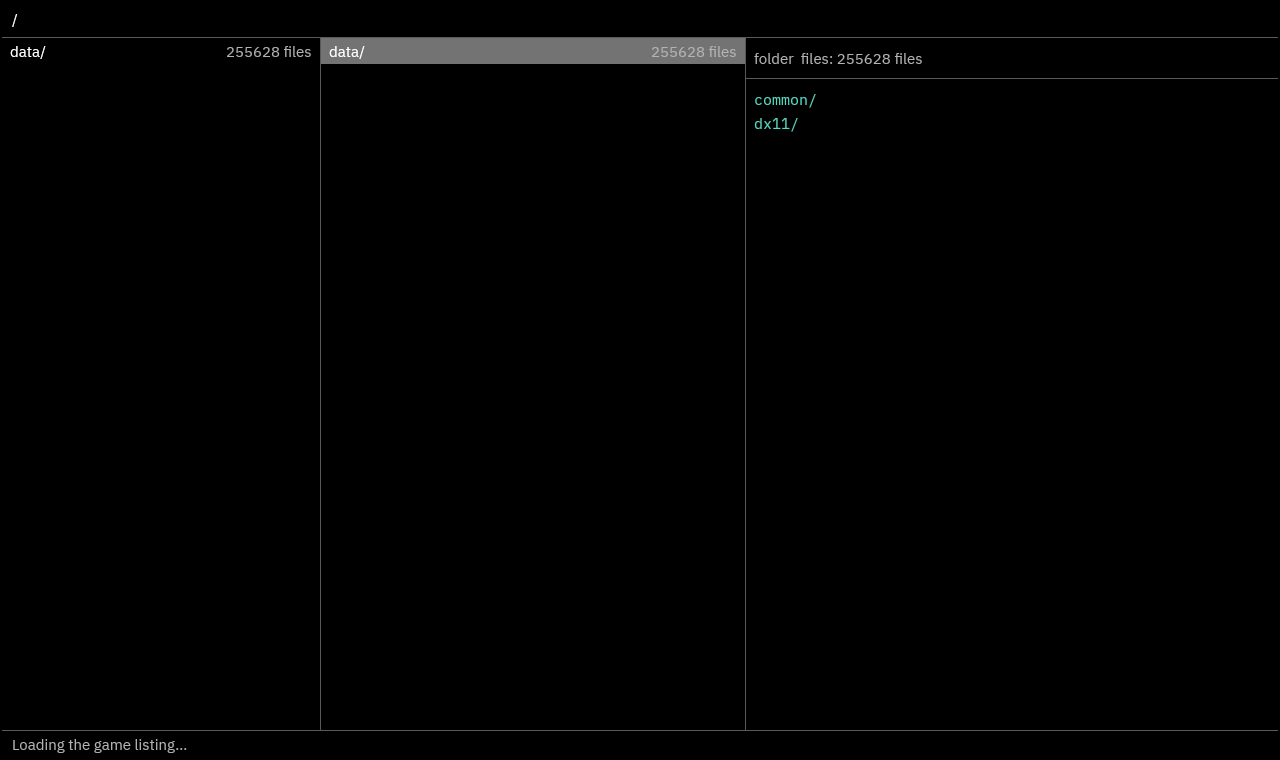 /
data/ 255628 files
data/ 255628 files
folder files: 255628 files
common/
dx11/
Loading the game listing...